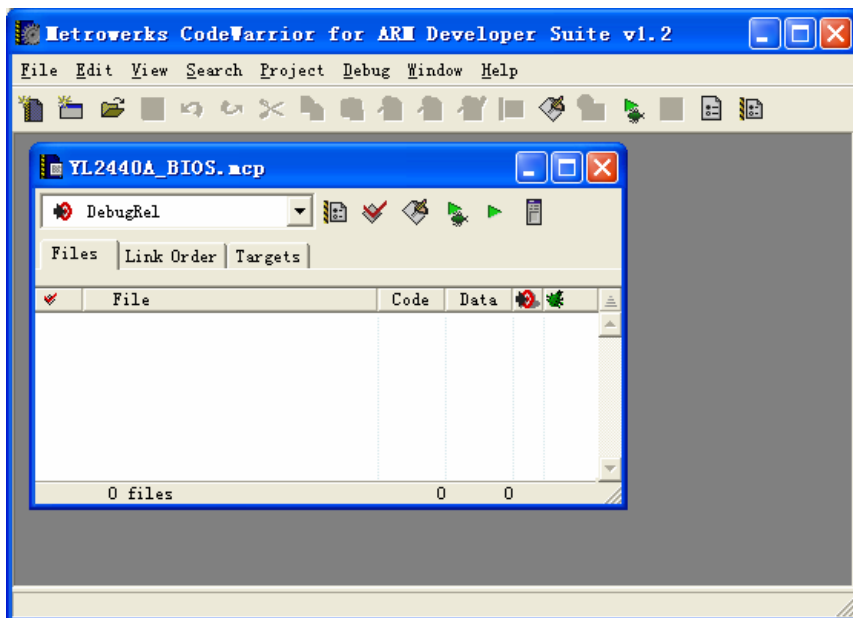 Metrowerks CodeWarrior for ARM Developer Suite v1.2
File Edit View Search Project Debug Window Help
YL2440A_BIOS.mcp
DebugRel
Files Link Order Targets
File Code Data
0 files 0 0